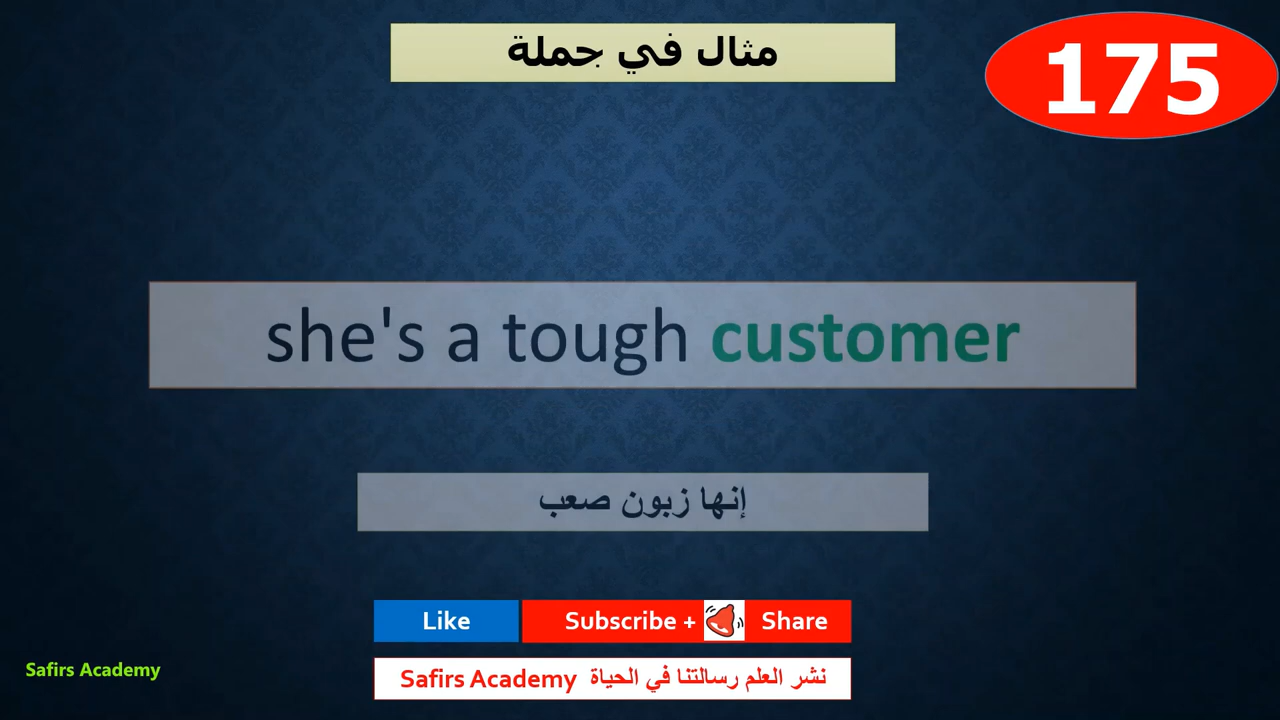 مثال في جملة
175
she's a tough customer
إنها زبون صعب
Like Subscribe + Share
Safirs Academy
Safirs Academy نشر العلم رسالتنا في الحياة